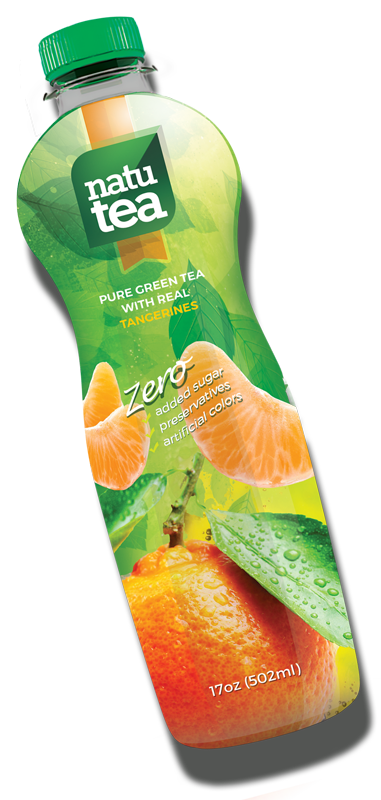 natu
tea
PURE GREEN TEA
WITH REAL
TANGERINES
Zero
added sugar
preservatives
artificial colors
17oz (502ml)